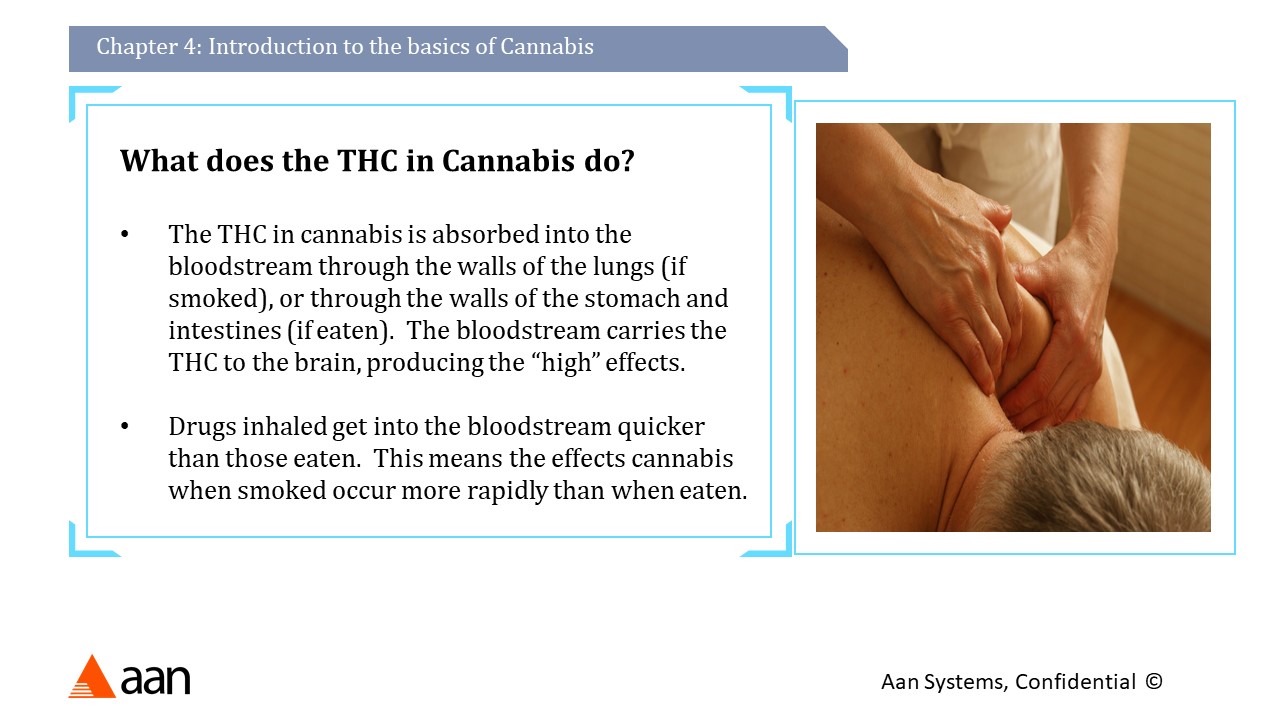 Chapter 4: Introduction to the basics of Cannabis
What does the THC in Cannabis do?
• The THC in cannabis is absorbed into the
bloodstream through the walls of the lungs (if
smoked), or through the walls of the stomach and
intestines (if eaten).  The bloodstream carries the
THC to the brain, producing the “high” effects.
• Drugs inhaled get into the bloodstream quicker
than those eaten.  This means the effects cannabis
when smoked occur more rapidly than when eaten.
aan
Aan Systems, Confidential ©